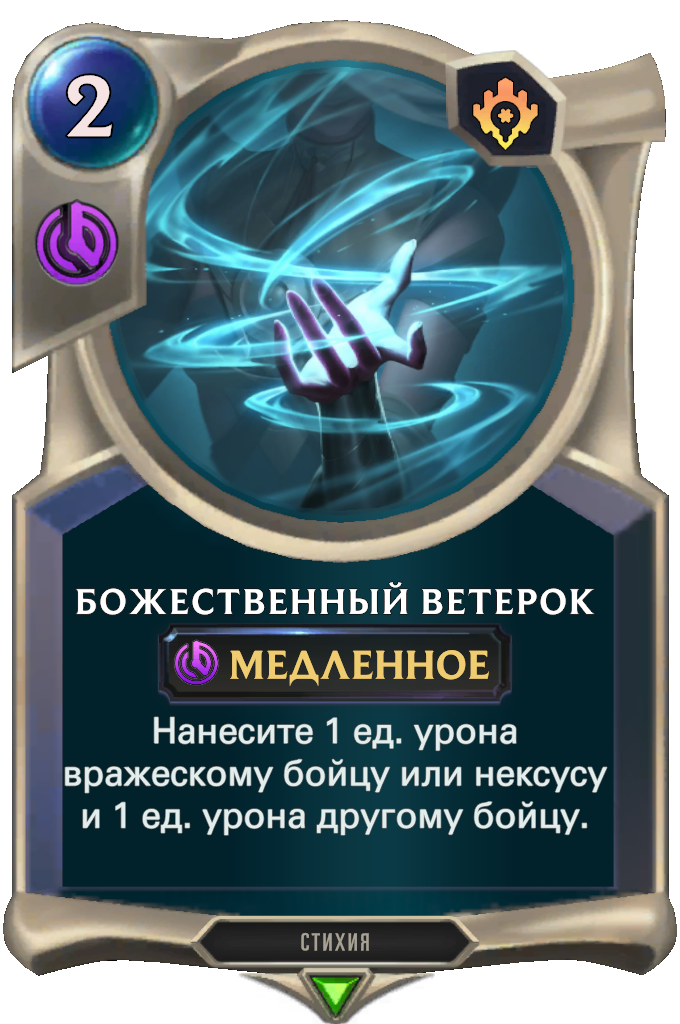 2
БОЖЕСТВЕННЫЙ ВЕТЕРОК
МЕДЛЕННОЕ
Нанесите 1 ед. урона
вражескому бойцу или нексусу
и 1 ед. урона другому бойцу.
СТИХИЯ